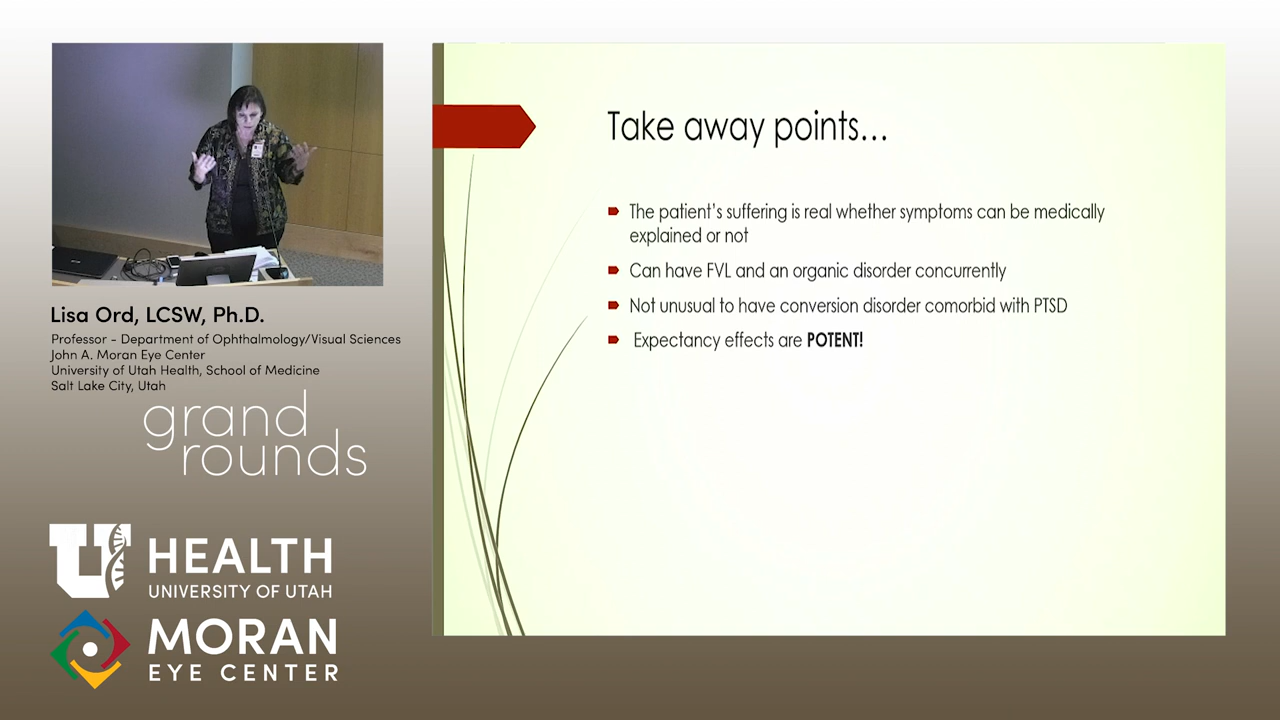 Take away points...
The patient's suffering is real whether symptoms can be medically
explained or not
Can have FVL and an organic disorder concurrently
Not unusual to have conversion disorder comorbid with PTSD
Expectancy effects are POTENT!
Lisa Ord, LCSW, Ph.D.
Professor - Department of Ophthalmology/Visual Sciences
John A. Moran Eye Center
University of Utah Health, School of Medicine
Salt Lake City, Utah
grand
rounds
U HEALTH
UNIVERSITY OF UTAH
MORAN
EYE CENTER